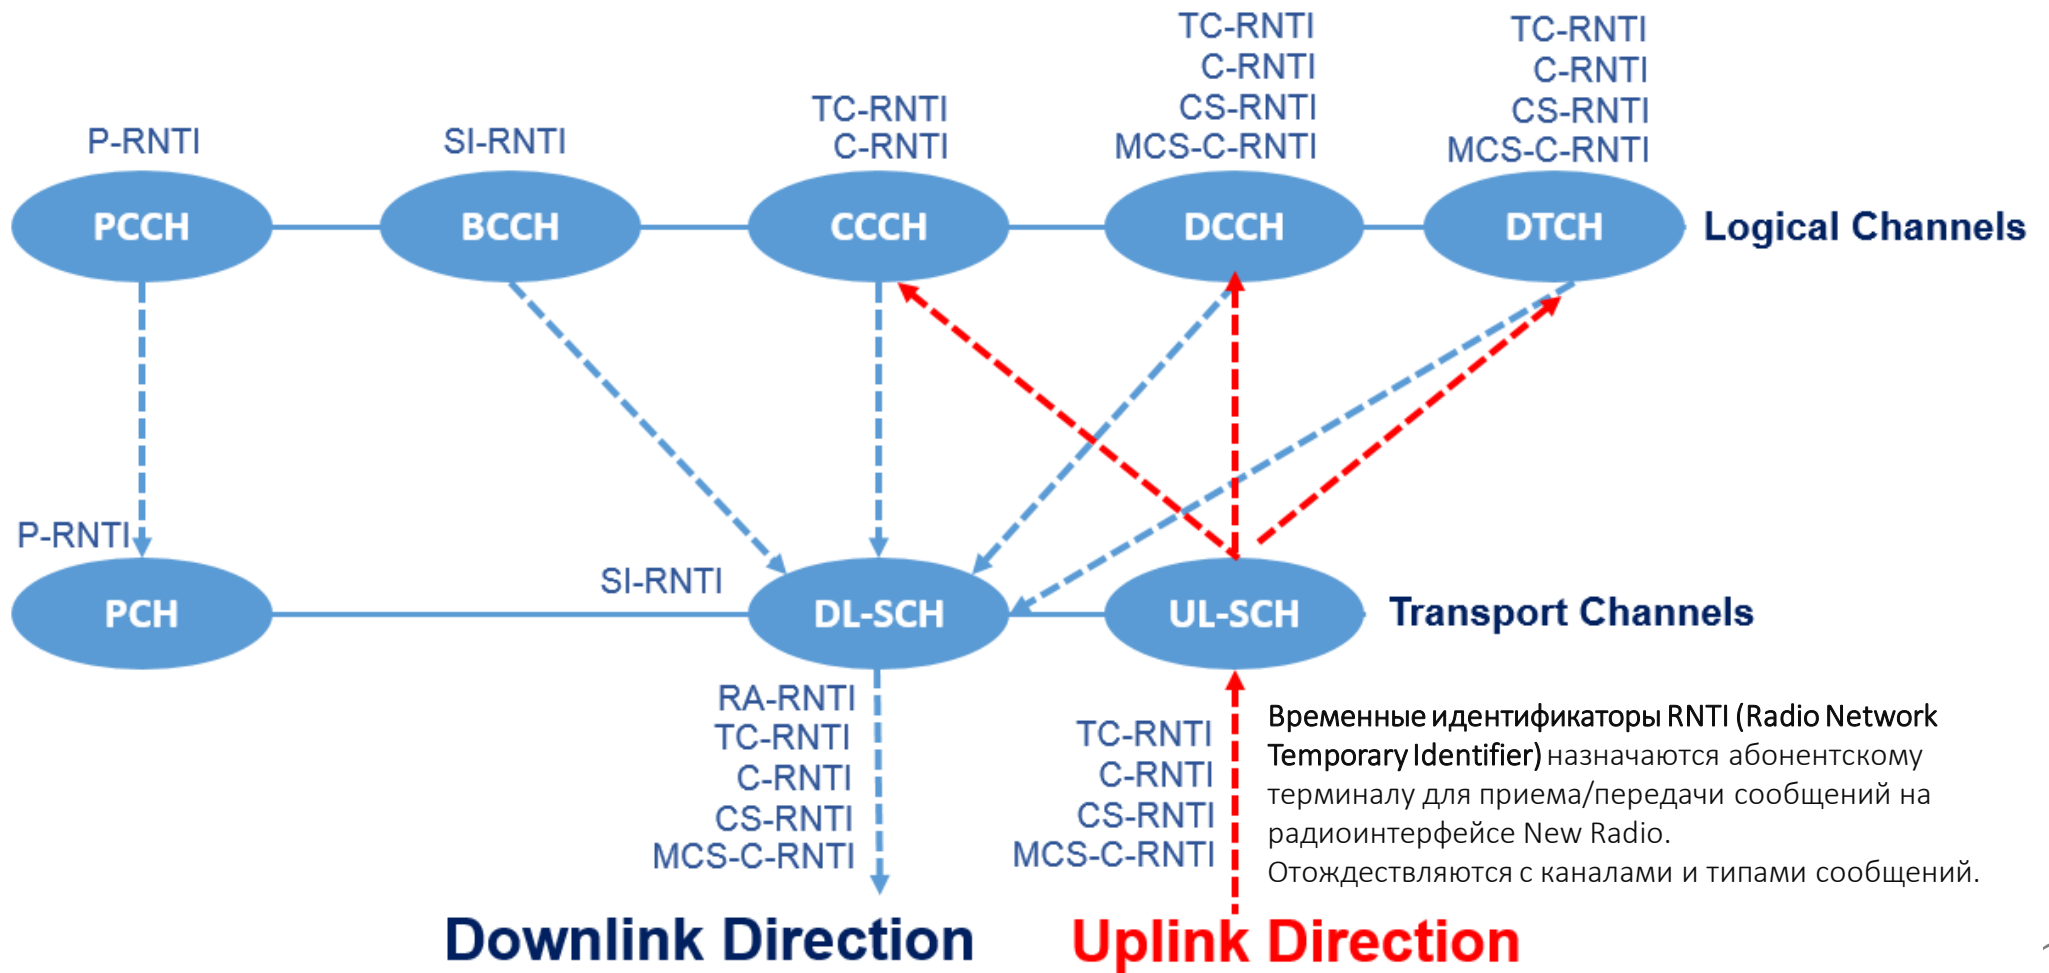 TC-RNTI
C-RNTI
CS-RNTI
MCS-C-RNTI
TC-RNTI
C-RNTI
CS-RNTI
MCS-C-RNTI
TC-RNTI
C-RNTI
P-RNTI
SI-RNTI
PCCH
BCCH
CCCH
DCCH
DTCH
Logical Channels
P-RNTI
SI-RNTI
PCH
DL-SCH
UL-SCH
Transport Channels
RA-RNTI
TC-RNTI
C-RNTI
CS-RNTI
MCS-C-RNTI
TC-RNTI
C-RNTI
CS-RNTI
MCS-C-RNTI
Временные идентификаторы RNTI (Radio Network
Temporary Identifier) назначаются абонентскому
терминалу для приема/передачи сообщений на
радиоинтерфейсе New Radio.
Отождествляются с каналами и типами сообщений.
Downlink Direction
Uplink Direction